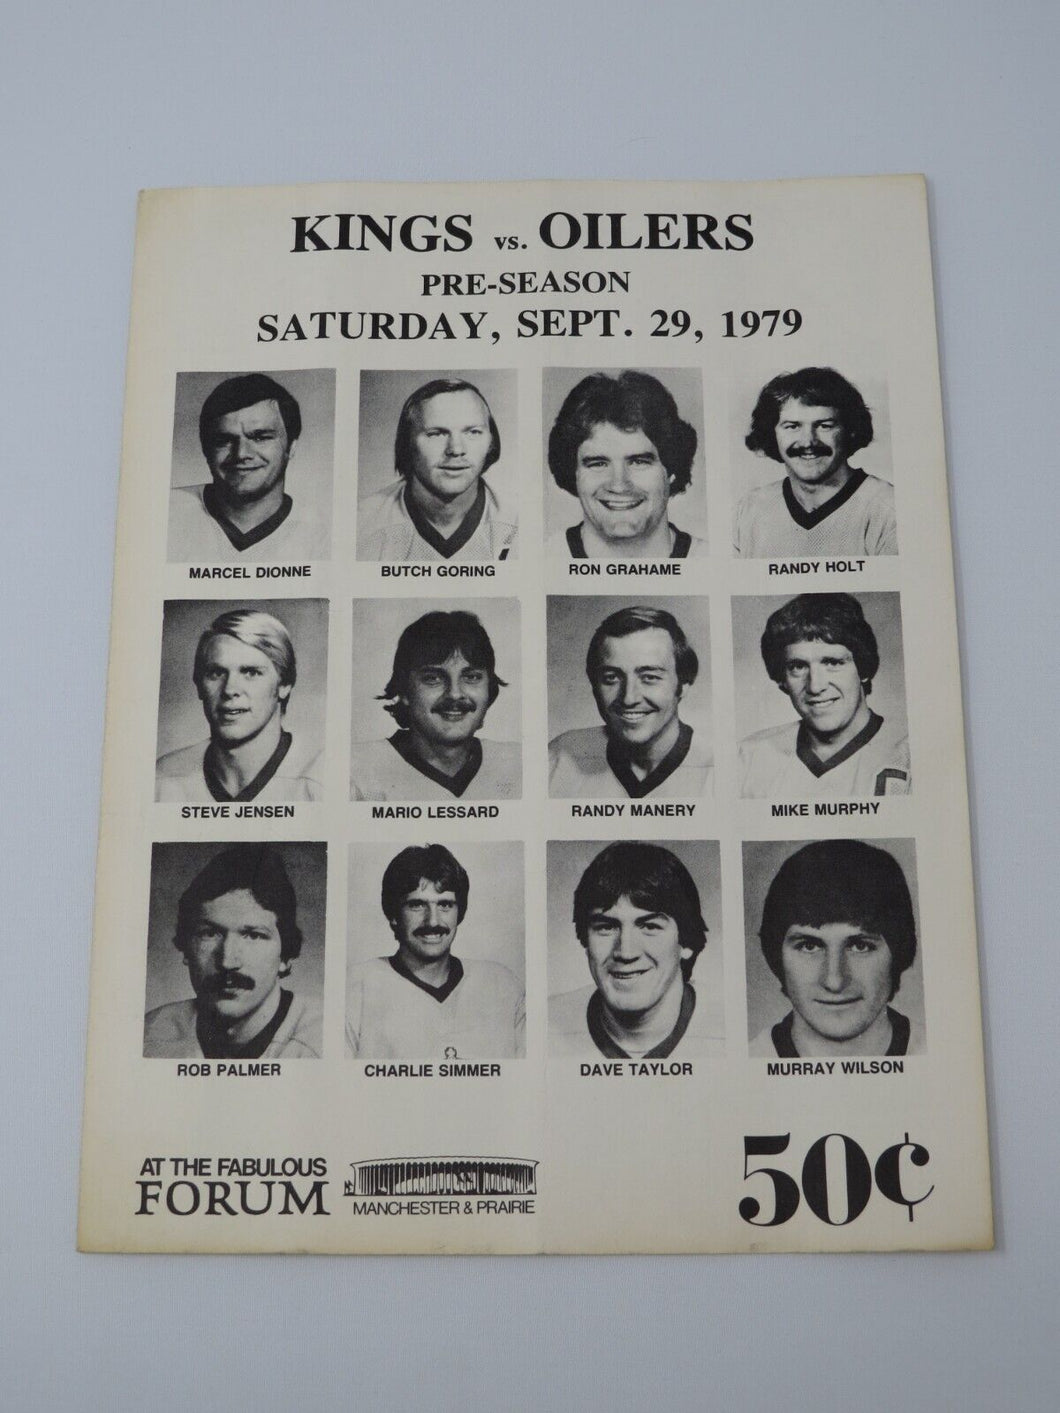 KINGS vs. OILERS
PRE-SEASON
SATURDAY, SEPT. 29, 1979
MARCEL DIONNE BUTCH GORING RON GRAHAME RANDY HOLT
STEVE JENSEN MARIO LESSARD RANDY MANERY MIKE MURPHY
ROB PALMER CHARLIE SIMMER DAVE TAYLOR MURRAY WILSON
AT THE FABULOUS
FORUM
MANCHESTER & PRAIRIE
50¢